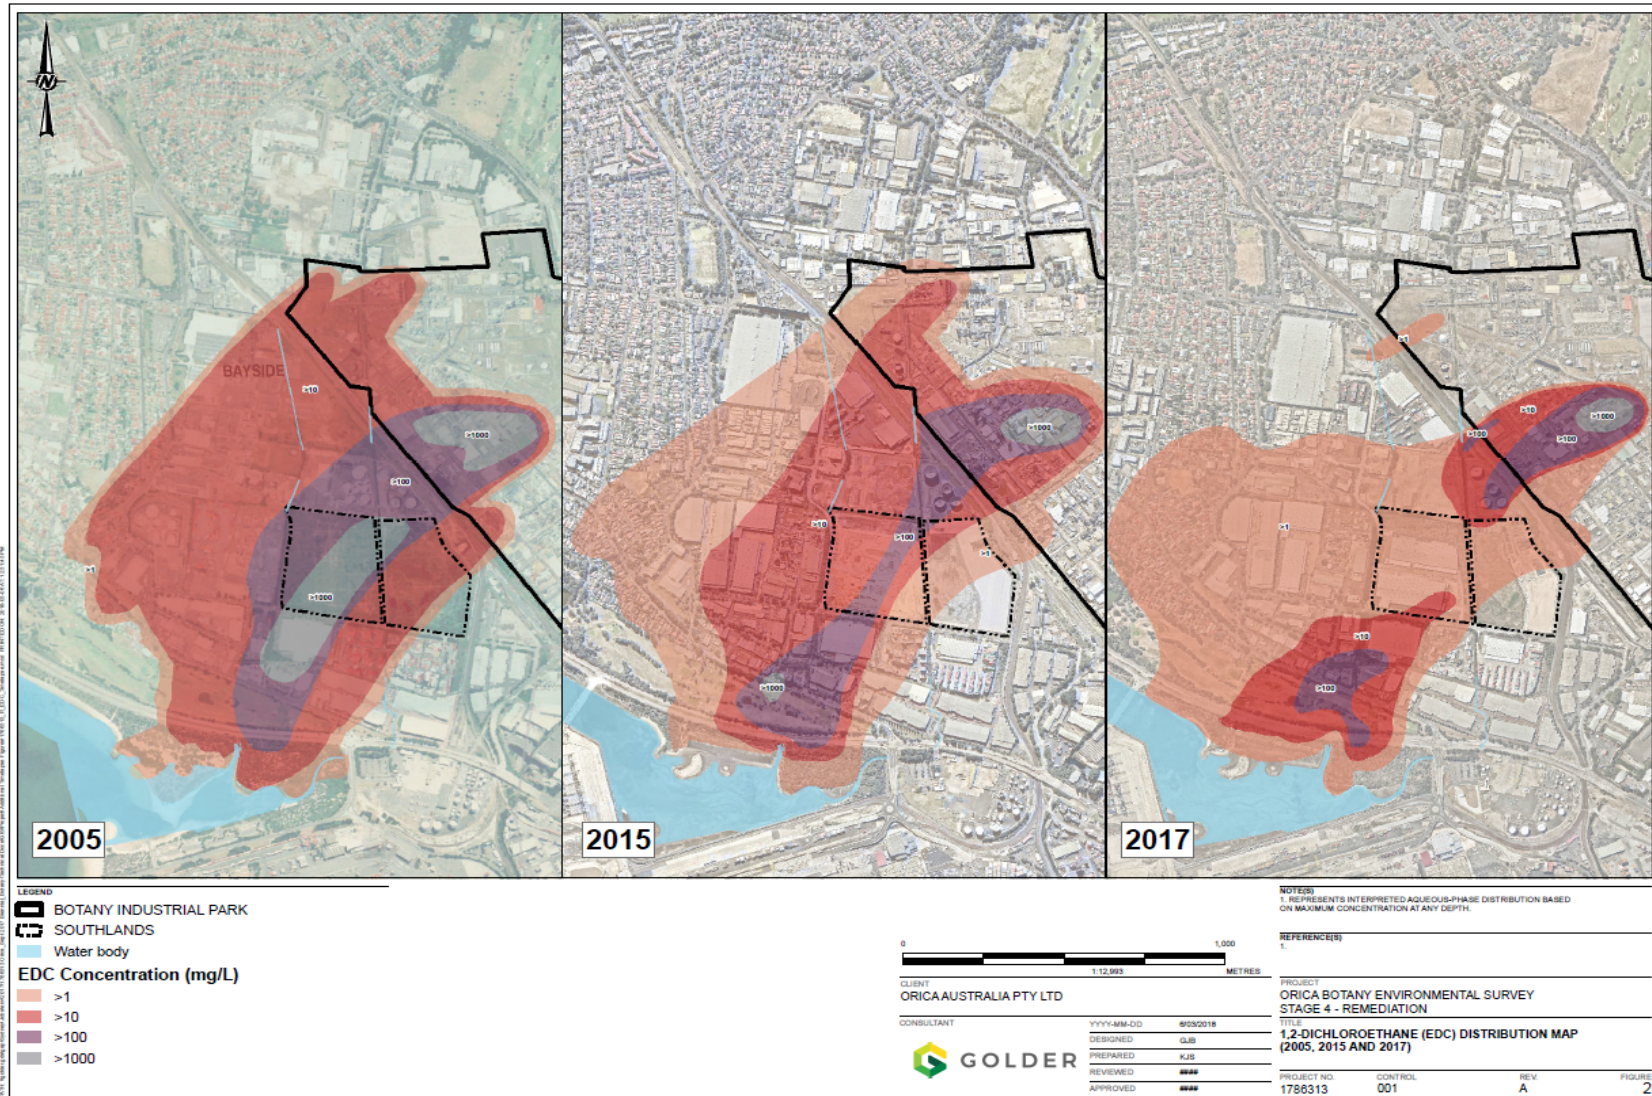 N
BAYSIDE
>10
>1000
>100
>1000
>1
2005
>1000
>10
>100
>1
>1000
2015
>1
>10
>1000
>100
>100
>1
>10
>100
2017
LEGEND
BOTANY INDUSTRIAL PARK
SOUTHLANDS
Water body
EDC Concentration (mg/L)
>1
>10
>100
>1000
0 1,000
1:12,993 METRES
CLIENT
ORICA AUSTRALIA PTY LTD
CONSULTANT
GOLDER
YYYY-MM-DD 6/03/2018
DESIGNED GJB
PREPARED KJS
REVIEWED ####
APPROVED ####
NOTE(S)
1. REPRESENTS INTERPRETED AQUEOUS-PHASE DISTRIBUTION BASED
ON MAXIMUM CONCENTRATION AT ANY DEPTH.
REFERENCE(S)
1.
PROJECT
ORICA BOTANY ENVIRONMENTAL SURVEY
STAGE 4 - REMEDIATION
TITLE
1,2-DICHLOROETHANE (EDC) DISTRIBUTION MAP
(2005, 2015 AND 2017)
PROJECT NO. CONTROL REV. FIGURE
1786313 001 A 2